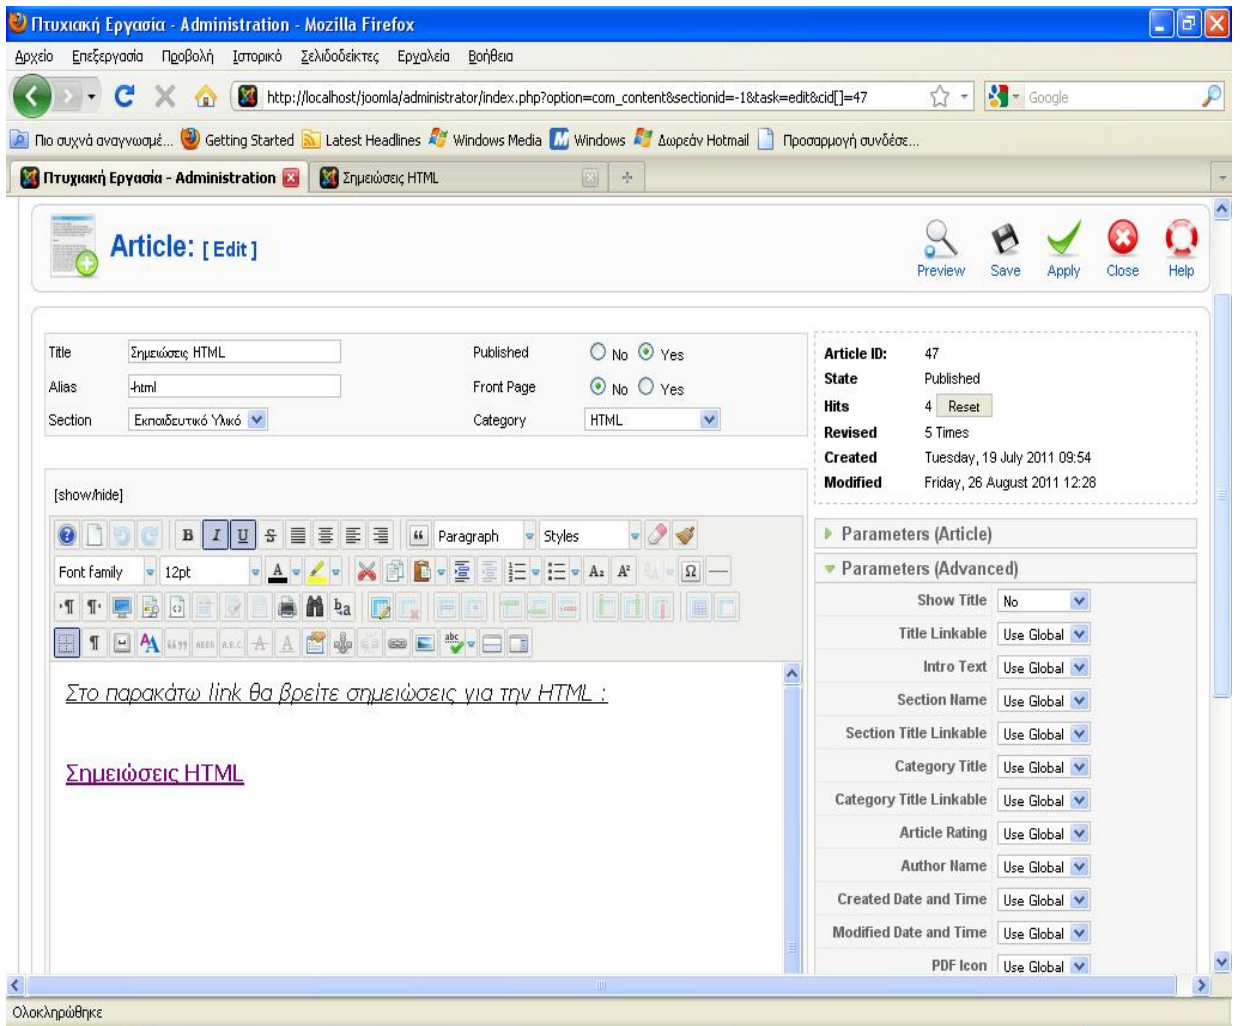 Πτυχιακή Εργασία - Administration - Mozilla Firefox
Αρχείο Επεξεργασία Προβολή Ιστορικό Σελιδοδείκτες Εργαλεία Βοήθεια
http://localhost/joomla/administrator/index.php?option=com_content&sectionid=-1&task=edit&cid[]=47 Google
Πιο συχνά αναγνωσμέ... Getting Started Latest Headlines Windows Media Windows Δωρεάν Hotmail Προσαρμογή συνδέσε...
Πτυχιακή Εργασία - Administration Σημειώσεις HTML
Article: [ Edit ]
Preview Save Apply Close Help
Title Σημειώσεις HTML Published No Yes
Alias -html Front Page No Yes
Section Εκπαιδευτικό Υλικό Category HTML
Article ID: 47
State Published
Hits 4 Reset
Revised 5 Times
Created Tuesday, 19 July 2011 09:54
Modified Friday, 26 August 2011 12:28
[show/hide]
B I U S Paragraph Styles
Font family 12pt
Στο παρακάτω link θα βρείτε σημειώσεις για την HTML :
Σημειώσεις HTML
Parameters (Article)
Parameters (Advanced)
Show Title No
Title Linkable Use Global
Intro Text Use Global
Section Name Use Global
Section Title Linkable Use Global
Category Title Use Global
Category Title Linkable Use Global
Article Rating Use Global
Author Name Use Global
Created Date and Time Use Global
Modified Date and Time Use Global
PDF Icon Use Global
Ολοκληρώθηκε